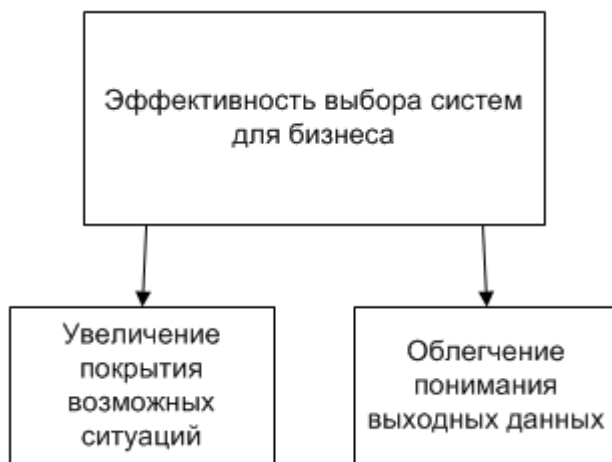 Эффективность выбора систем
для бизнеса
Увеличение
покрытия
возможных
ситуаций
Облегчение
понимания
выходных данных